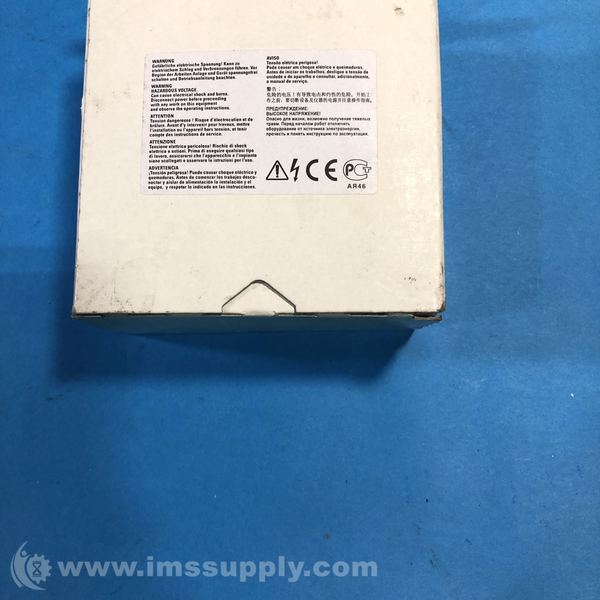 WARNUNG
Gefährliche elektrische Spannung! Kann zu
elektrischem Schlag und Verbrennungen führen. Vor
Beginn der Arbeiten Anlage und Gerät spannungsfrei
schalten und Betriebsanleitung beachten.
WARNING
HAZARDOUS VOLTAGE
Can cause electrical shock and burns.
Disconnect power before proceeding
with any work on this equipment
and observe the operating instructions.
ATTENTION
Tension dangereuse ! Risque d'électrocution et de
brûlure. Avant d'y intervenir pour travaux, mettre
l'installation ou l'appareil hors tension, et tenir
compte des instructions de service.
ATTENZIONE
Tensione elettrica pericolosa! Rischio di shock
elettrico e ustioni. Prima di eseguire qualsiasi tipo
di lavoro, assicurarsi che l'apparecchio e l'impianto
siano scollegati e osservare le istruzioni per l'uso.
ADVERTENCIA
¡Tensión peligrosa! Puede causar choque eléctrico y
quemaduras. Antes de comenzar los trabajos desco-
nectar y aislar de alimentación la instalación y el
equipo, y respetar lo indicado en las instrucciones.
AVISO
Tensão elétrica perigosa!
Pode causar um choque elétrico e queimaduras.
Antes de iniciar os trabalhos, desligue a tensão de
unidade e de aparelho e consultar, adicionalmente,
o manual de serviço.
警告：
危险的电压！有导致电击和灼伤的危险。开始工
作之前，要切断设备及仪器的电源并注意操作指南。
ПРЕДУПРЕЖДЕНИЕ:
ВЫСОКОЕ НАПРЯЖЕНИЕ!
Опасно для жизни, возможно получение тяжелых
травм. Перед началом работ отключить
оборудование от источника электроэнергии,
прочесть и понять инструкцию по эксплуатации.
CE
АЯ46
www.imssupply.com